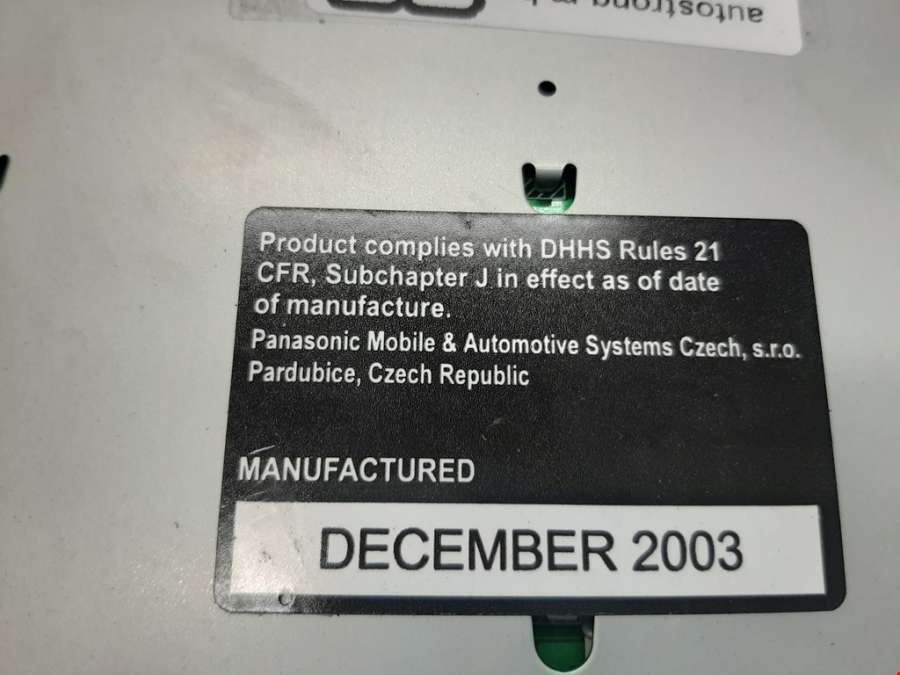 autostrong
Product complies with DHHS Rules 21
CFR, Subchapter J in effect as of date
of manufacture.
Panasonic Mobile & Automotive Systems Czech, s.r.o.
Pardubice, Czech Republic
MANUFACTURED
DECEMBER 2003